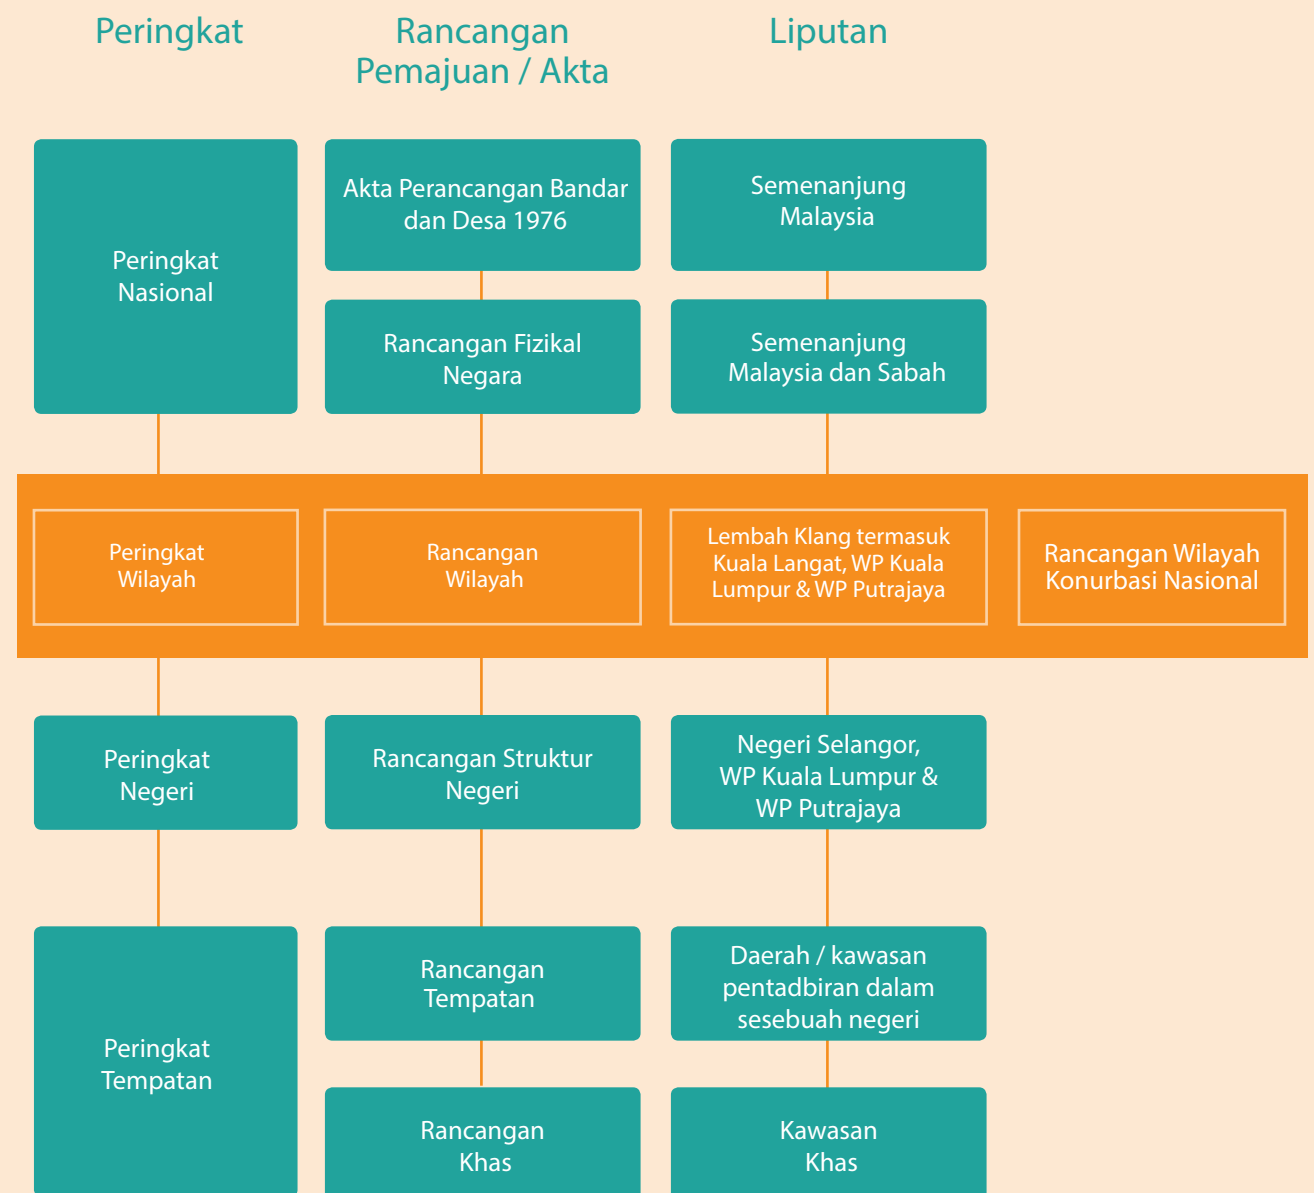 Peringkat
Rancangan
Pemajuan / Akta
Liputan
Peringkat
Nasional
Akta Perancangan Bandar
dan Desa 1976
Semenanjung
Malaysia
Rancangan Fizikal
Negara
Semenanjung
Malaysia dan Sabah
Peringkat
Wilayah
Rancangan
Wilayah
Lembah Klang termasuk
Kuala Langat, WP Kuala
Lumpur & WP Putrajaya
Rancangan Wilayah
Konurbasi Nasional
Peringkat
Negeri
Rancangan Struktur
Negeri
Negeri Selangor,
WP Kuala Lumpur &
WP Putrajaya
Peringkat
Tempatan
Rancangan
Tempatan
Daerah / kawasan
pentadbiran dalam
sesebuah negeri
Rancangan
Khas
Kawasan
Khas